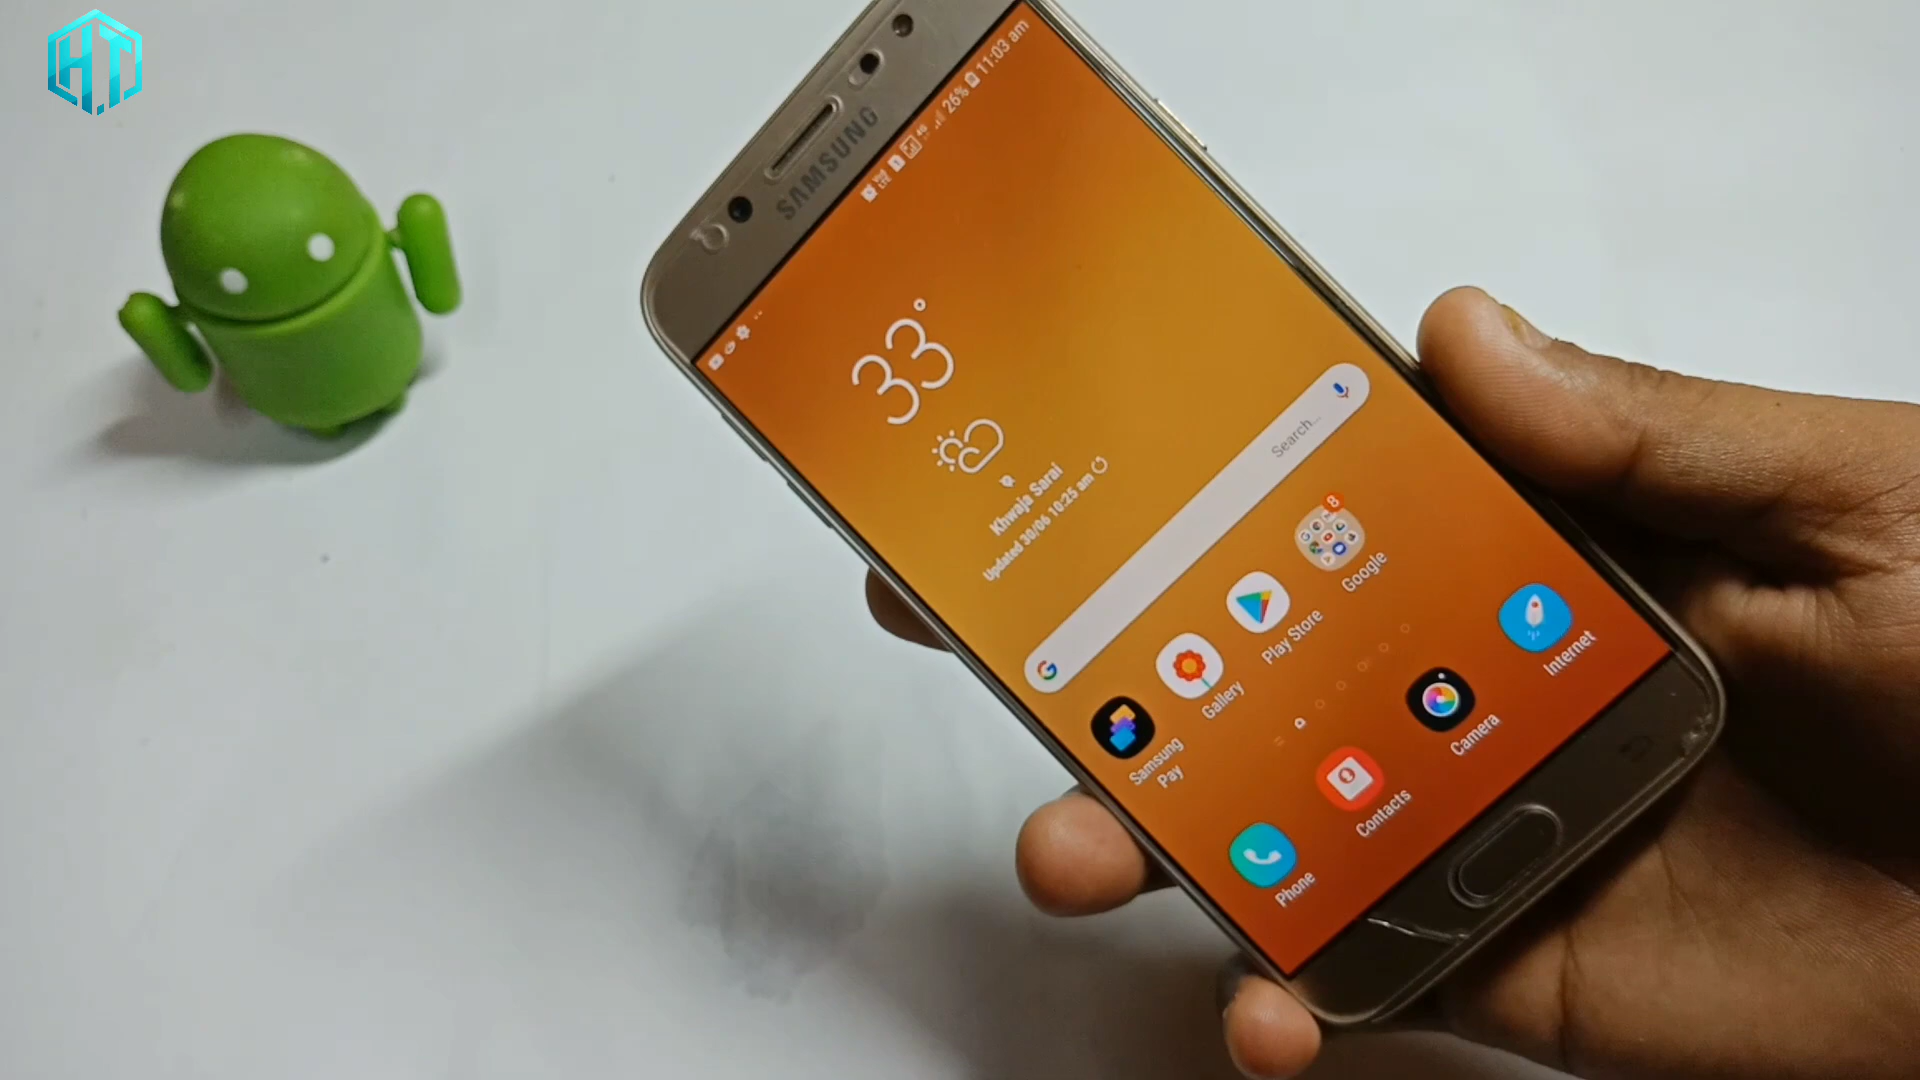 H.T.
SAMSUNG
26% 11:03 am
33°
Khwaja Sarai
Updated 30/06 10:25 am
Search...
8
Samsung
Pay
Gallery
Play Store
Google
Phone
Contacts
Camera
Internet